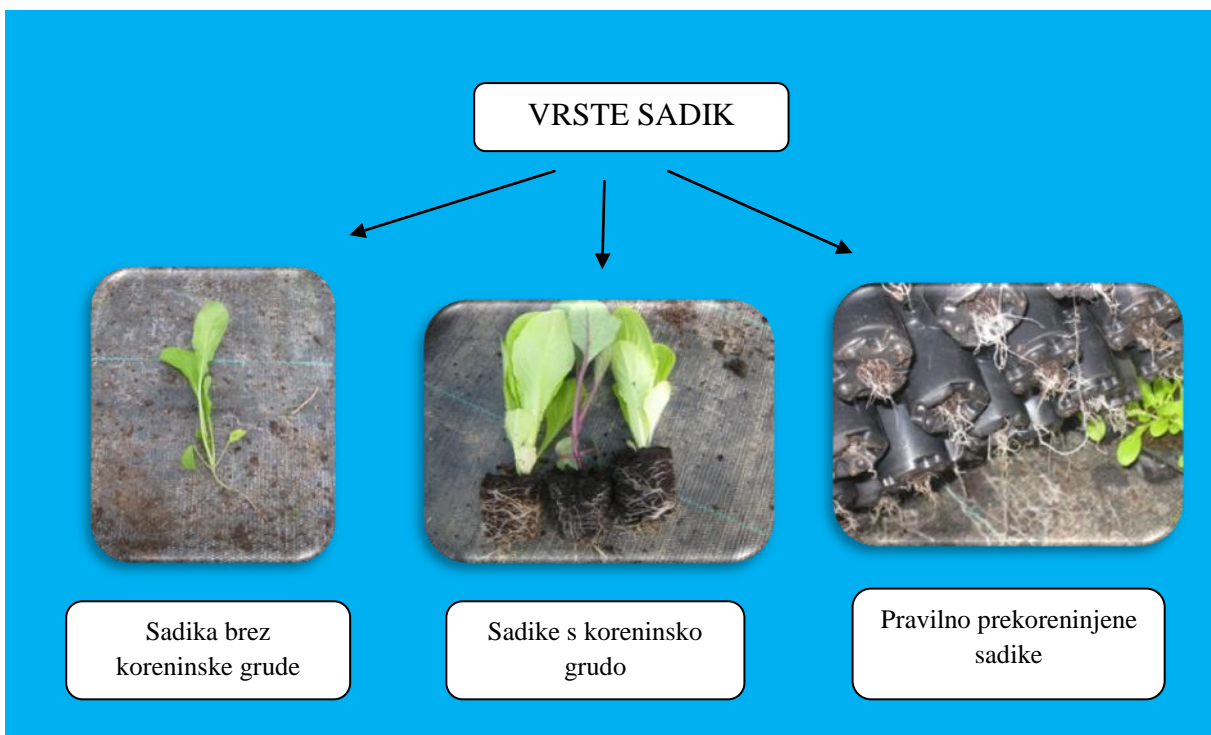 VRSTE SADIK
Sadika brez
koreninske grude
Sadike s koreninsko
grudo
Pravilno prekoreninjene
sadike